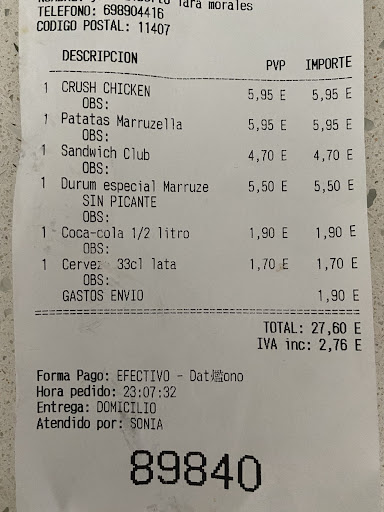 Tara morales
TELEFONO: 698904416
CODIGO POSTAL: 11407
DESCRIPCION PVP IMPORTE
1 CRUSH CHICKEN 5,95 E 5,95 E
OBS:
1 Patatas Marruzella 5,95 E 5,95 E
OBS:
1 Sandwich Club 4,70 E 4,70 E
OBS:
1 Durum especial Marruze 5,50 E 5,50 E
SIN PICANTE
OBS:
1 Coca-cola 1/2 litro 1,90 E 1,90 E
OBS:
1 Cervez 33cl lata 1,70 E 1,70 E
OBS:
GASTOS ENVIO 1,90 E
TOTAL: 27,60 E
IVA inc: 2,76 E
Forma Pago: EFECTIVO -
Hora pedido: 23:07:32
Entrega: DOMICILIO
Atendido por: SONIA
89840